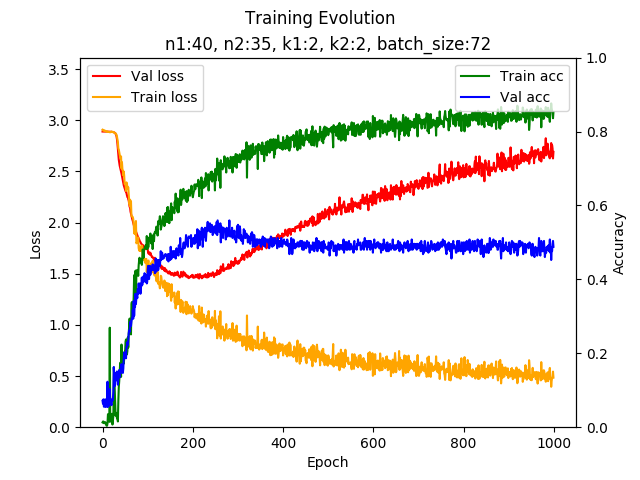 Training Evolution
n1:40, n2:35, k1:2, k2:2, batch_size:72
Val loss
Train loss
Train acc
Val acc
3.5
3.0
2.5
2.0
1.5
1.0
0.5
0.0
Loss
1.0
0.8
0.6
0.4
0.2
0.0
Accuracy
0
200
400
600
800
1000
Epoch